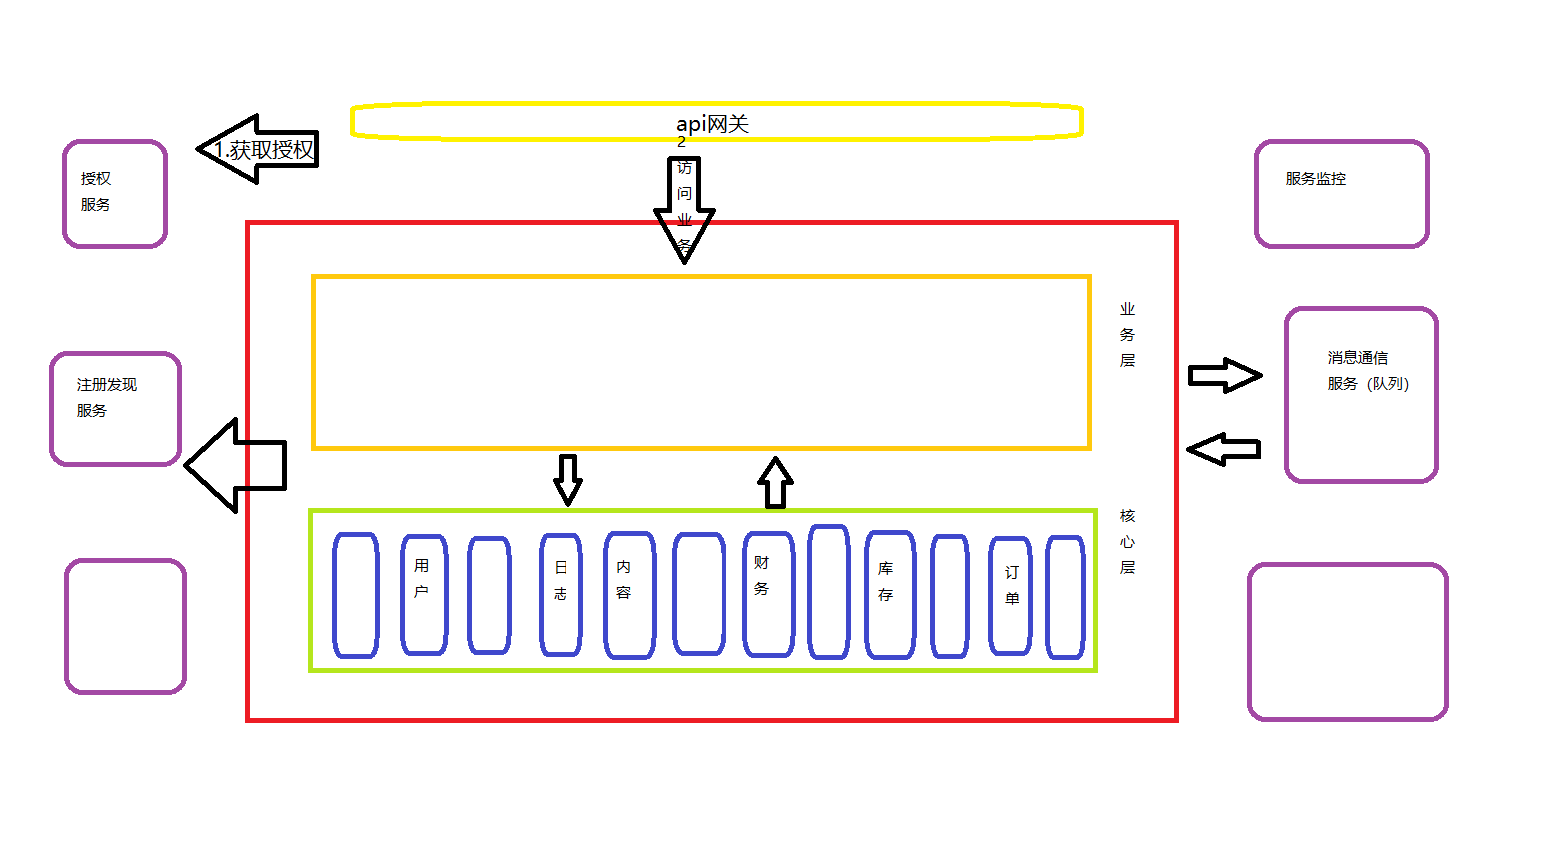 api网关
1.获取授权
2
访
问
业
务
授权
服务
服务监控
注册发现
服务
业
务
层
消息通信
服务（队列）
核
心
层
用
户
日
志
内
容
财
务
库
存
订
单